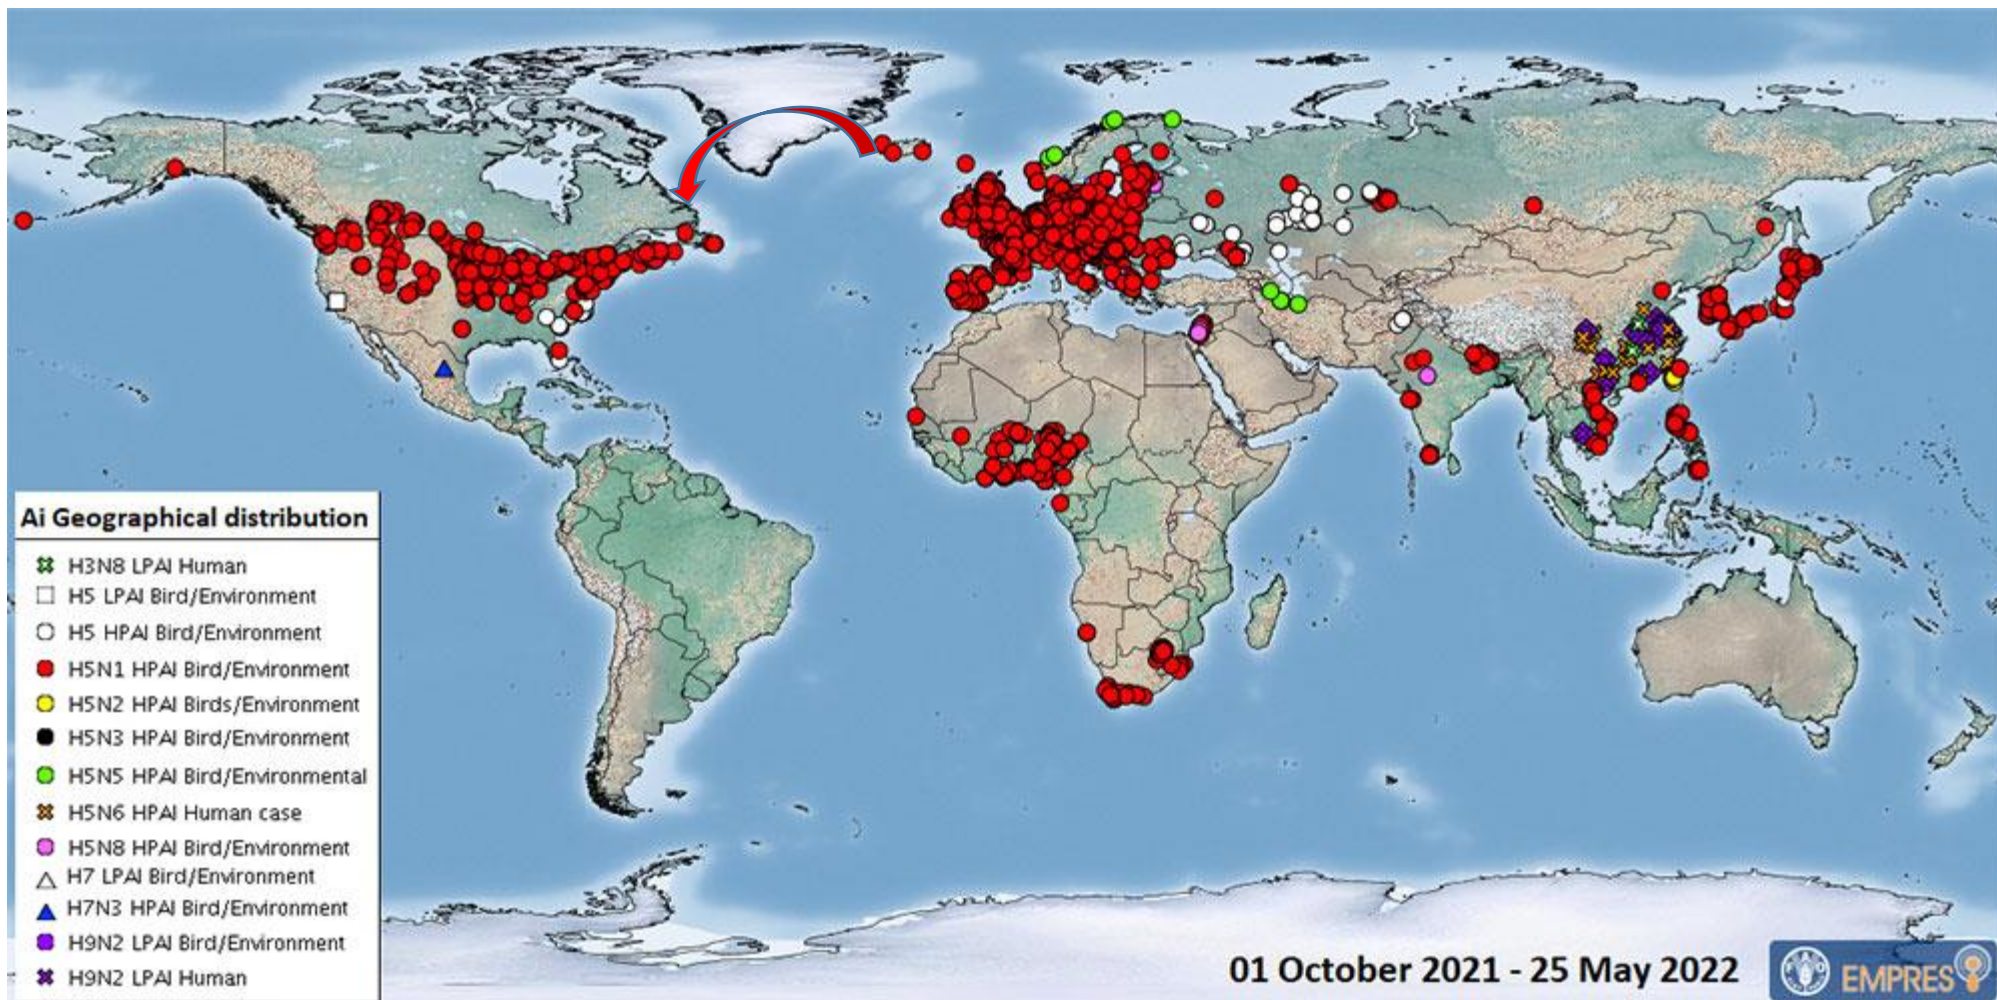 Ai Geographical distribution
H3N8 LPAI Human
H5 LPAI Bird/Environment
H5 HPAI Bird/Environment
H5N1 HPAI Bird/Environment
H5N2 HPAI Birds/Environment
H5N3 HPAI Bird/Environment
H5N5 HPAI Bird/Environmental
H5N6 HPAI Human case
H5N8 HPAI Bird/Environment
H7 LPAI Bird/Environment
H7N3 HPAI Bird/Environment
H9N2 LPAI Bird/Environment
H9N2 LPAI Human
01 October 2021 - 25 May 2022
EMPRES